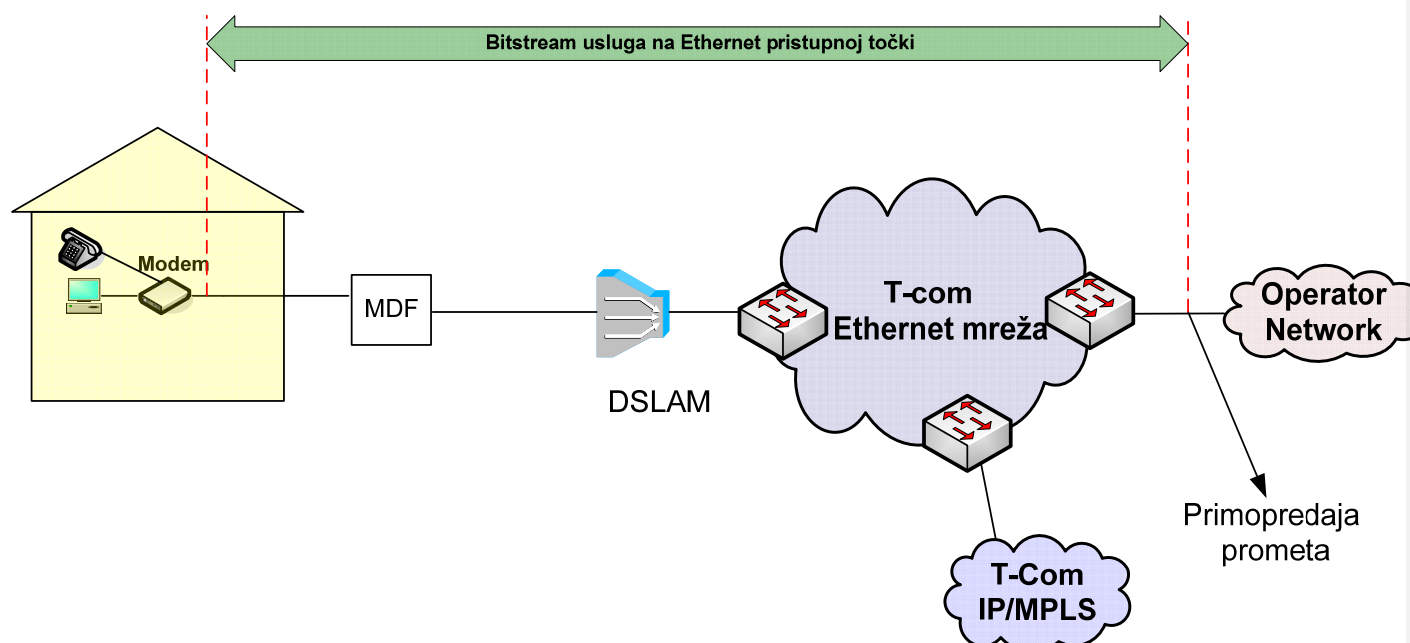 Bitstream usluga na Ethernet pristupnoj točki
Modem
MDF
DSLAM
T-com
Ethernet mreža
Operator
Network
Primopredaja
prometa
T-Com
IP/MPLS